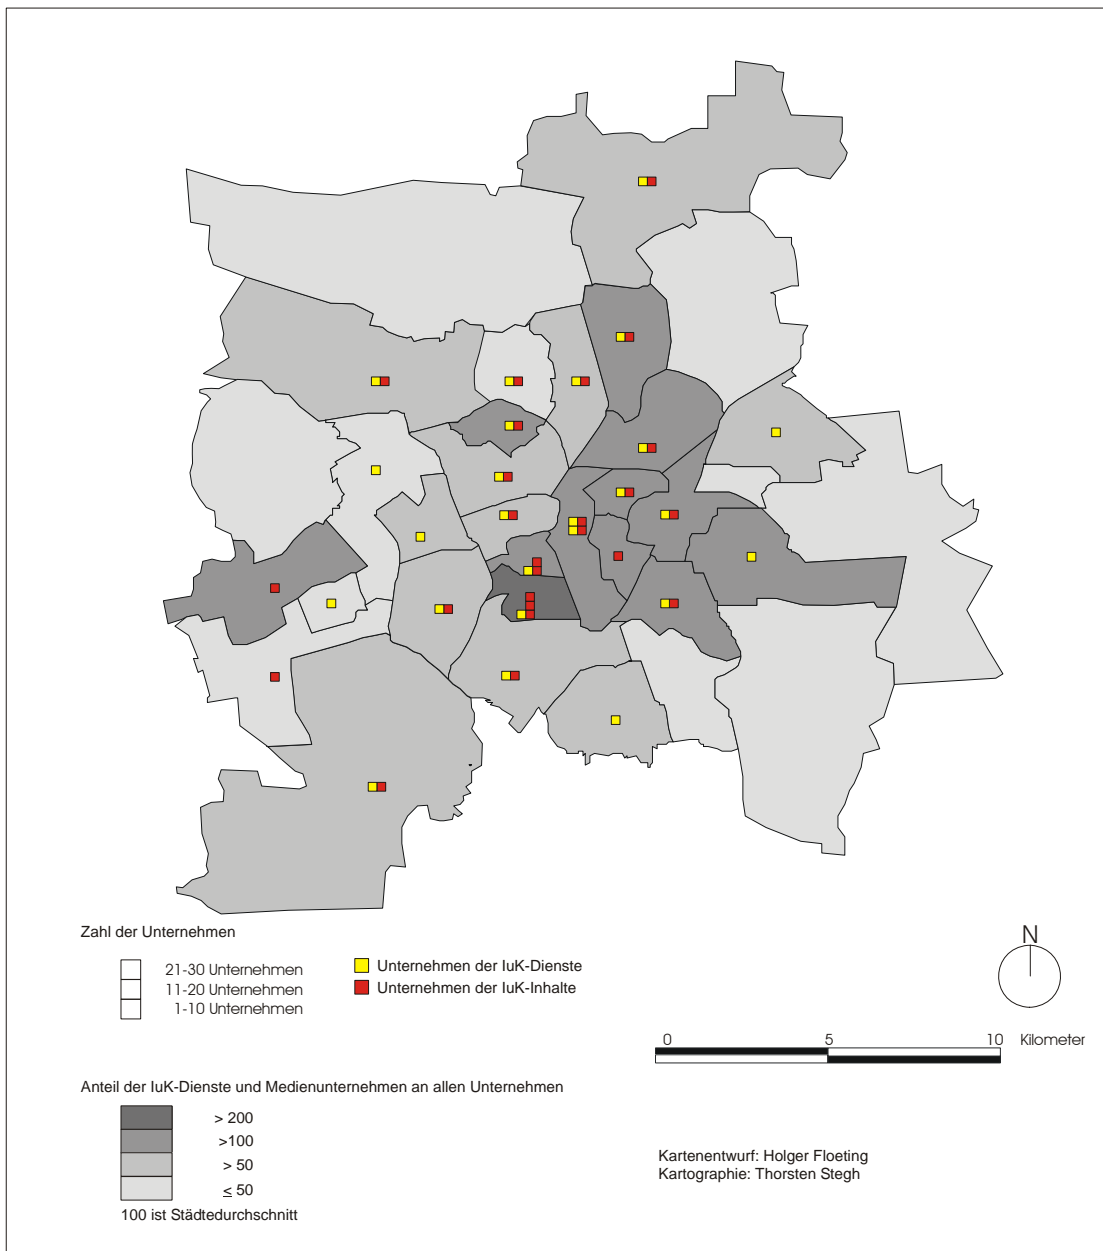 Zahl der Unternehmen
21-30 Unternehmen
11-20 Unternehmen
1-10 Unternehmen
Unternehmen der IuK-Dienste
Unternehmen der IuK-Inhalte
N
0 5 10 Kilometer
Anteil der IuK-Dienste und Medienunternehmen an allen Unternehmen
> 200
>100
> 50
≤ 50
100 ist Städtedurchschnitt
Kartenentwurf: Holger Floeting
Kartographie: Thorsten Stegh